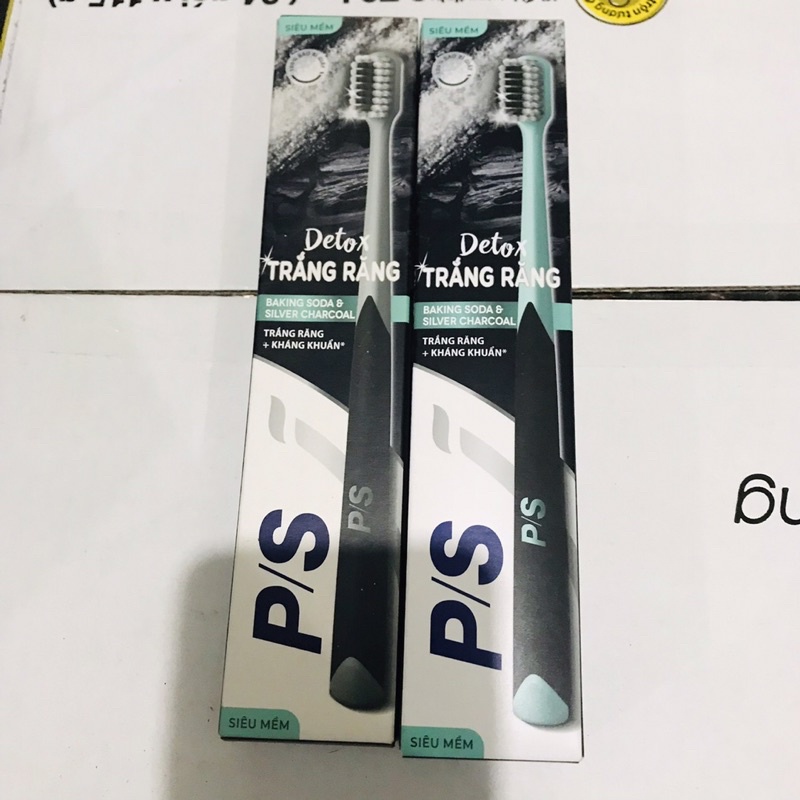 SIÊU MỀM
Detox
TRẮNG RĂNG
BAKING SODA &
SILVER CHARCOAL
TRẮNG RĂNG
+ KHÁNG KHUẨN*
P/S
P/S
SIÊU MỀM
SIÊU MỀM
Detox
TRẮNG RĂNG
BAKING SODA &
SILVER CHARCOAL
TRẮNG RĂNG
+ KHÁNG KHUẨN*
P/S
P/S
SIÊU MỀM